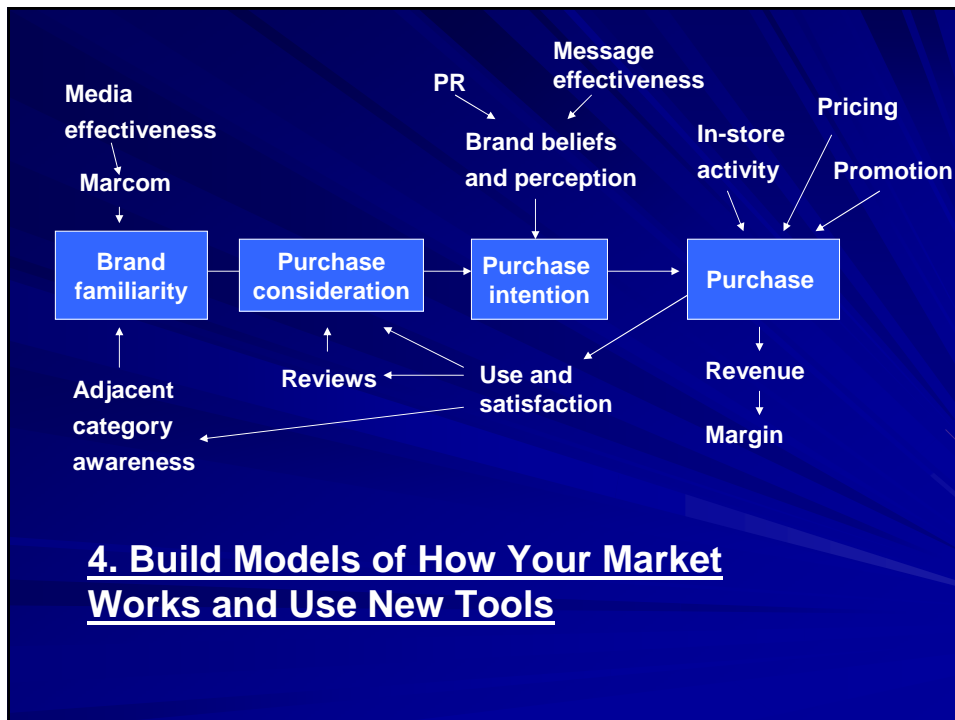 Message
effectiveness
PR
Media
effectiveness
Pricing
In-store
activity
Brand beliefs
and perception
Promotion
Marcom
Brand
familiarity
Purchase
consideration
Purchase
intention
Purchase
Reviews
Use and
satisfaction
Revenue
Adjacent
category
awareness
Margin
4. Build Models of How Your Market
Works and Use New Tools